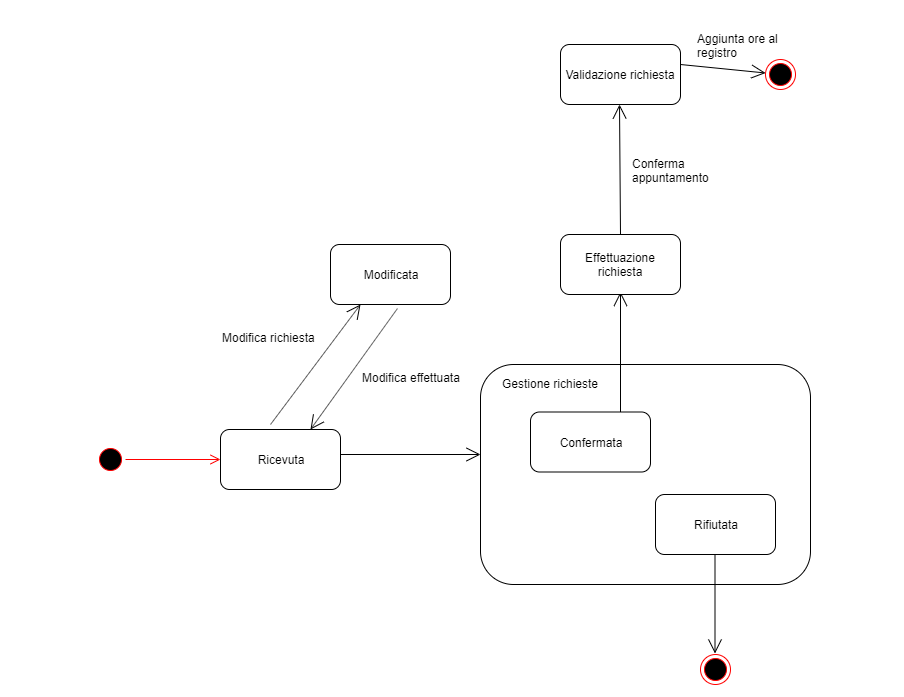 Aggiunta ore al
registro
Validazione richiesta
Conferma
appuntamento
Effettuazione
richiesta
Modificata
Modifica richiesta
Modifica effettuata
Gestione richieste
Confermata
Ricevuta
Rifiutata